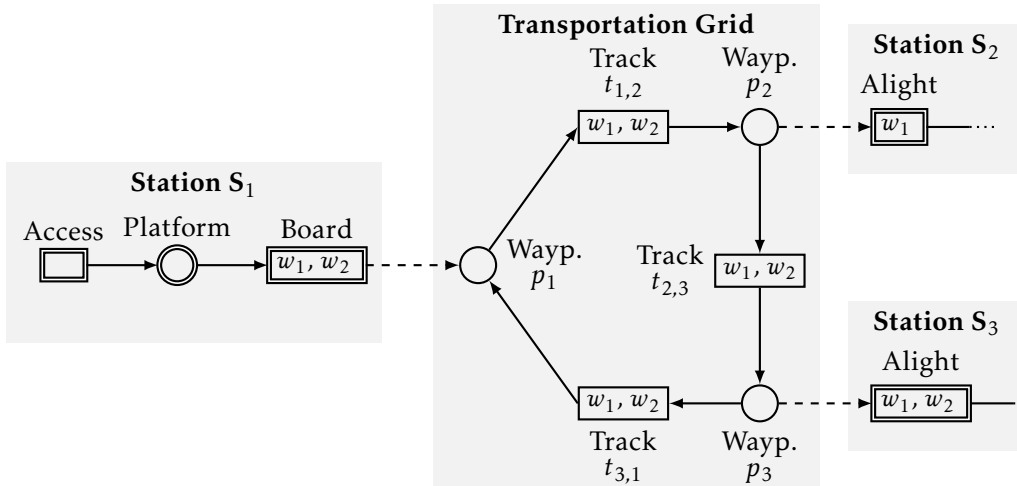 Transportation Grid
Track
t1,2
w1, w2
Wayp.
p2
Station S2
Alight
w1
Station S1
Access
Platform
Board
w1, w2
Wayp.
p1
Track
t2,3
w1, w2
Station S3
Alight
w1, w2
w1, w2
Track
t3,1
Wayp.
p3